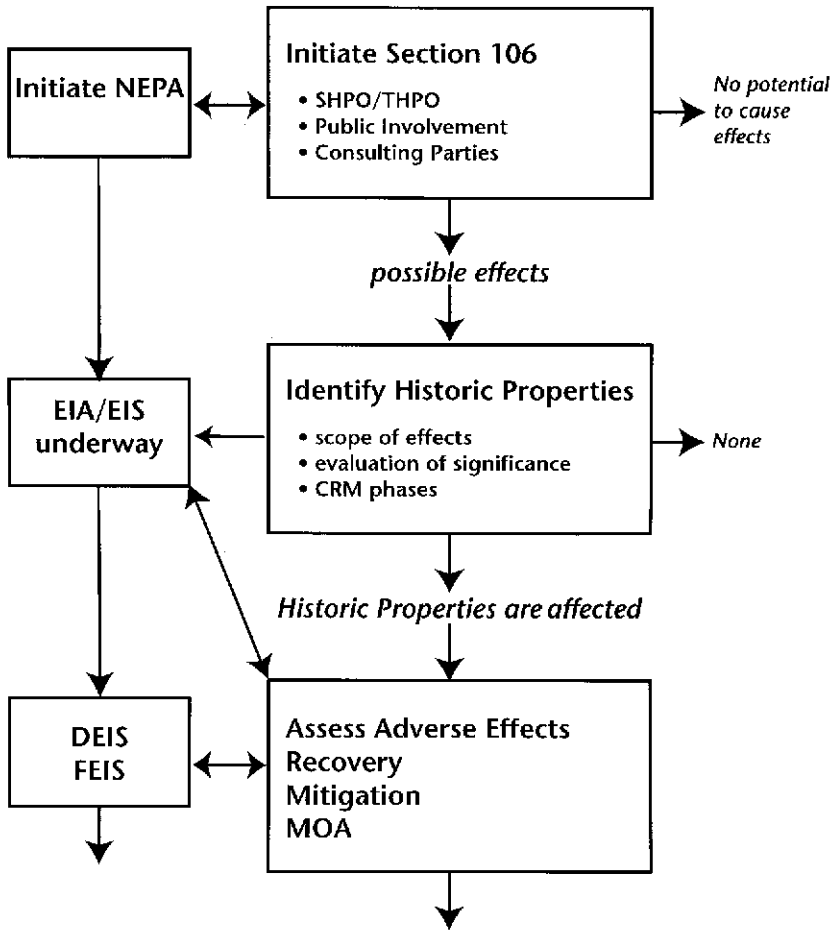 Initiate NEPA
Initiate Section 106
• SHPO/THPO
• Public Involvement
• Consulting Parties
No potential
to cause
effects
possible effects
EIA/EIS
underway
Identify Historic Properties
• scope of effects
• evaluation of significance
• CRM phases
None
Historic Properties are affected
DEIS
FEIS
Assess Adverse Effects
Recovery
Mitigation
MOA